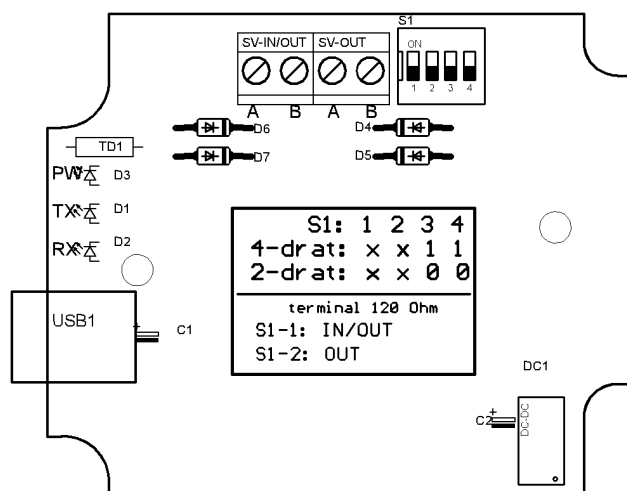 S1
SV-IN/OUT SV-OUT
ON
1 2 3 4
A B A B
D6 D4
D7 D5
TD1
PW D3
TX D1
RX D2
S1: 1 2 3 4
4-drat: x x 1 1
2-drat: x x 0 0
terminal 120 Ohm
S1-1: IN/OUT
S1-2: OUT
USB1
+
C1
DC1
+
C2
DC-DC